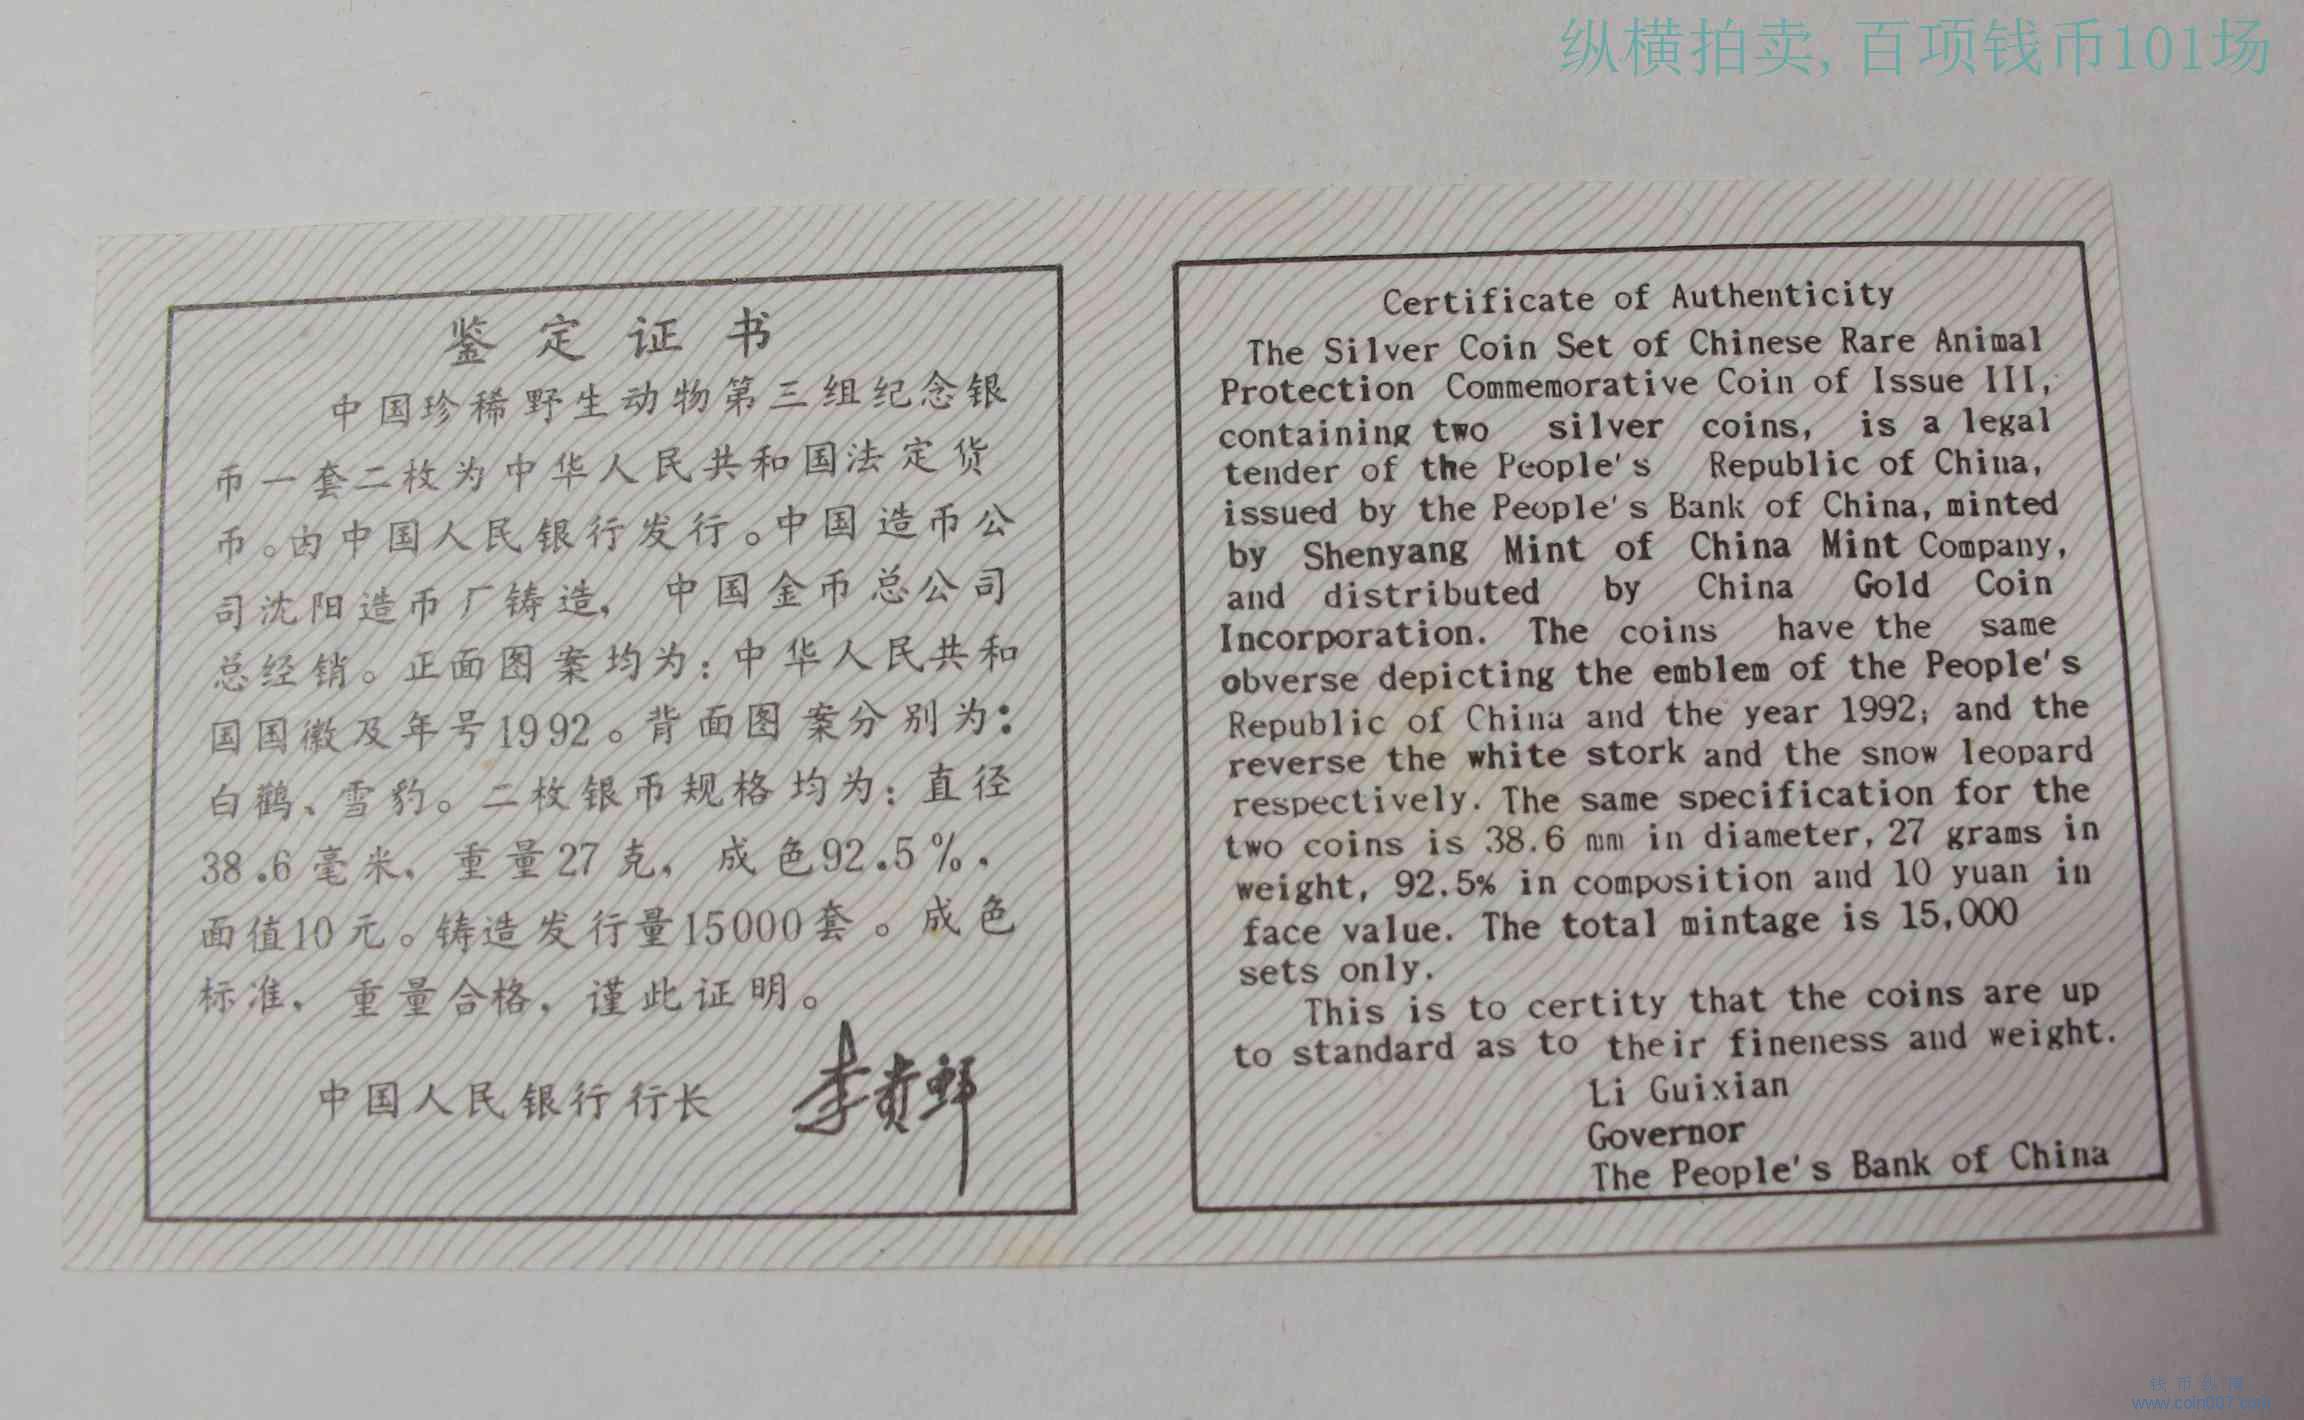 纵横拍卖,百项钱币101场
鉴定证书
中国珍稀野生动物第三组纪念银
币一套二枚为中华人民共和国法定货
币。由中国人民银行发行。中国造币公
司沈阳造币厂铸造，中国金币总公司
总经销。正面图案均为：中华人民共和
国国徽及年号1992。背面图案分别为：
白鹳、雪豹。二枚银币规格均为：直径
38.6毫米，重量27克，成色92.5%，
面值10元。铸造发行量15000套。成色
标准，重量合格，谨此证明。
中国人民银行行长 李贵鲜
Certificate of Authenticity
The Silver Coin Set of Chinese Rare Animal
Protection Commemorative Coin of Issue III,
containing two silver coins, is a legal
tender of the People's Republic of China,
issued by the People's Bank of China, minted
by Shenyang Mint of China Mint Company,
and distributed by China Gold Coin
Incorporation. The coins have the same
obverse depicting the emblem of the People's
Republic of China and the year 1992; and the
reverse the white stork and the snow leopard
respectively. The same specification for the
two coins is 38.6 mm in diameter, 27 grams in
weight, 92.5% in composition and 10 yuan in
face value. The total mintage is 15,000
sets only.
This is to certity that the coins are up
to standard as to their fineness and weight.
Li Guixian
Governor
The People's Bank of China
钱币纵横
www.coin007.com